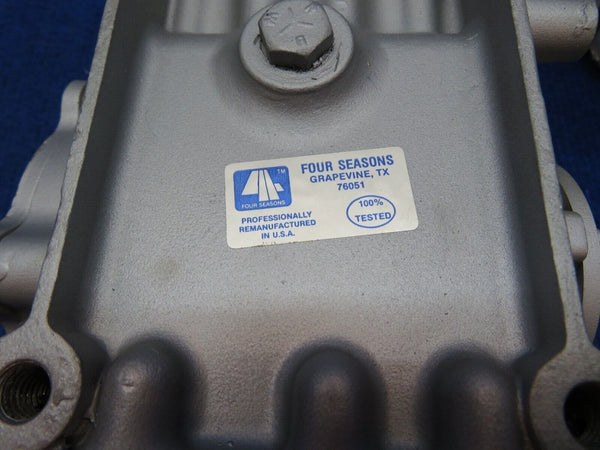 FOUR SEASONS
GRAPEVINE, TX
76051
TM
FOUR SEASONS
PROFESSIONALLY
REMANUFACTURED
IN U.S.A.
100%
TESTED